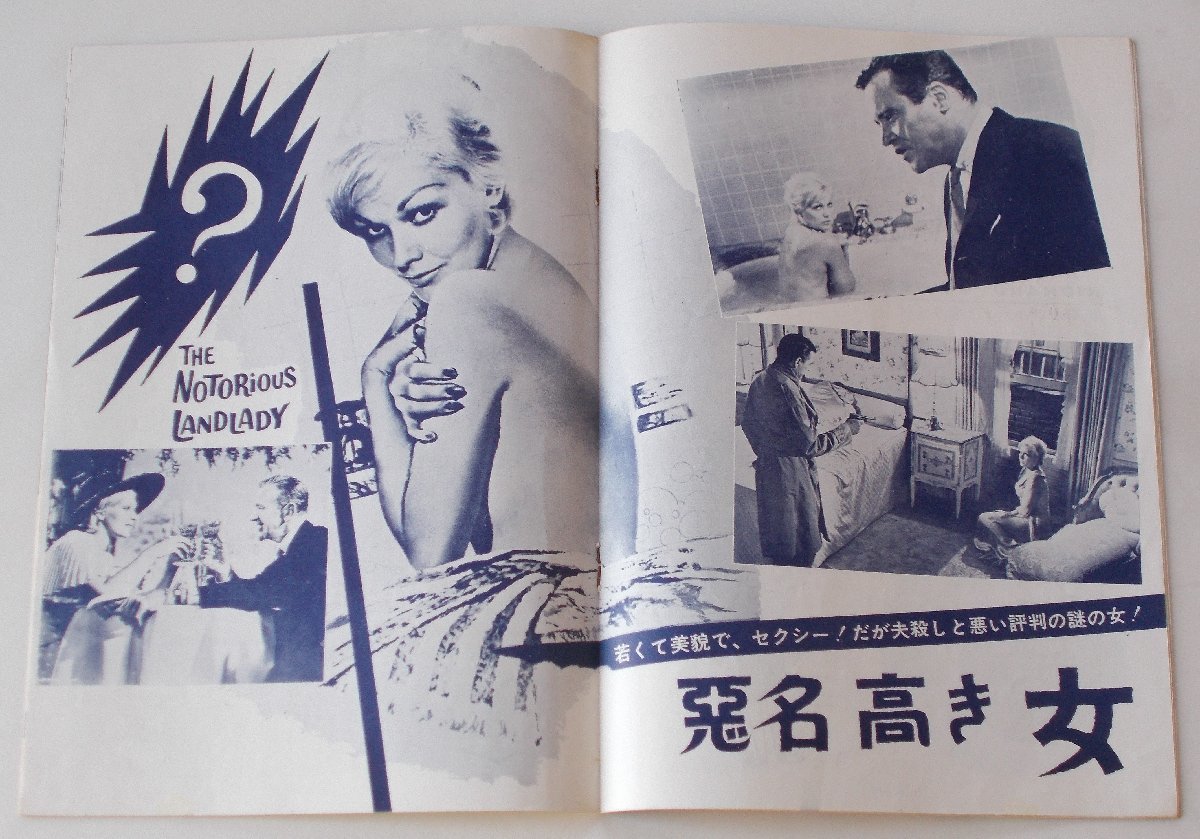 ?
THE
NOTORIOUS
LANDLADY
若くて美貌で、セクシー!だが夫殺しと悪い評判の謎の女!
惡名高き女